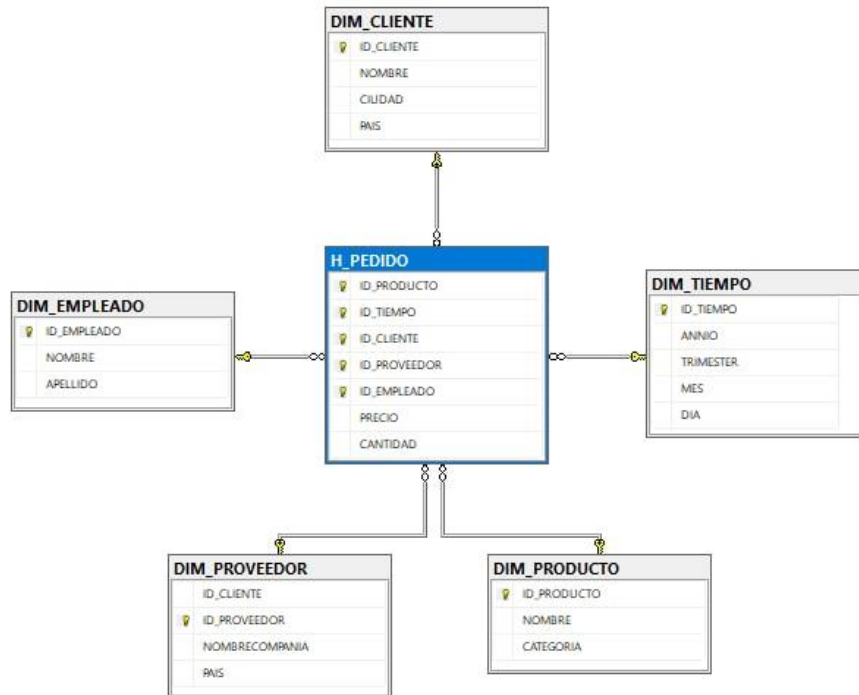 DIM_CLIENTE
ID_CLIENTE
NOMBRE
CIUDAD
PAIS
H_PEDIDO
ID_PRODUCTO
ID_TIEMPO
ID_CLIENTE
ID_PROVEEDOR
ID_EMPLEADO
PRECIO
CANTIDAD
DIM_EMPLEADO
ID_EMPLEADO
NOMBRE
APELLIDO
DIM_TIEMPO
ID_TIEMPO
ANNIO
TRIMESTER
MES
DIA
DIM_PROVEEDOR
ID_CLIENTE
ID_PROVEEDOR
NOMBRECOMPANIA
PAIS
DIM_PRODUCTO
ID_PRODUCTO
NOMBRE
CATEGORIA